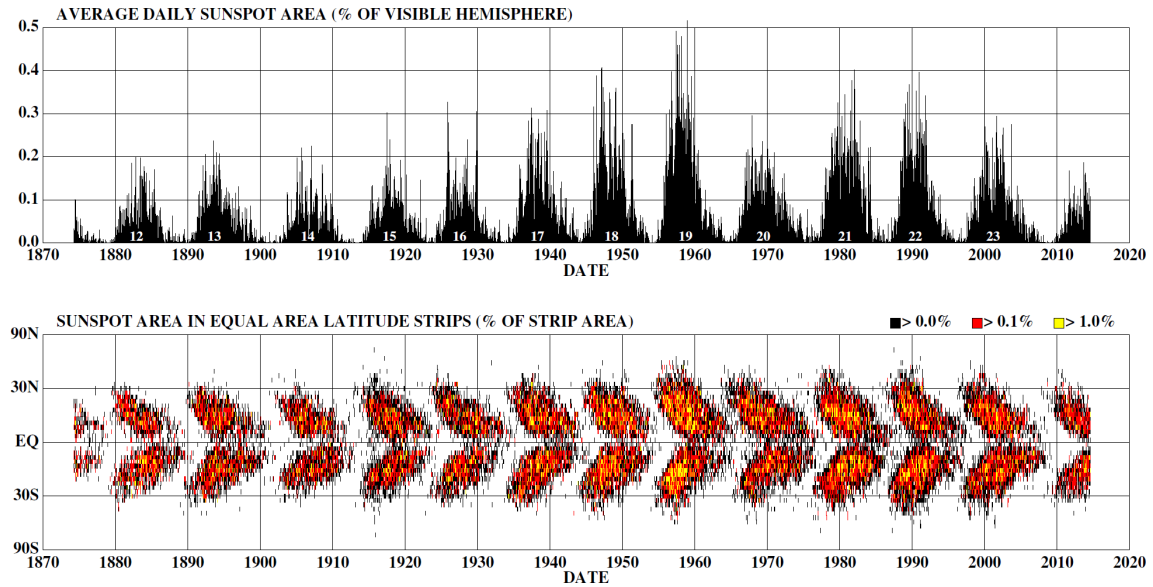 AVERAGE DAILY SUNSPOT AREA (% OF VISIBLE HEMISPHERE)
0.5
0.4
0.3
0.2
0.1
0.0
12 13 14 15 16 17 18 19 20 21 22 23
1870 1880 1890 1900 1910 1920 1930 1940 1950 1960 1970 1980 1990 2000 2010 2020
DATE
SUNSPOT AREA IN EQUAL AREA LATITUDE STRIPS (% OF STRIP AREA) > 0.0% > 0.1% > 1.0%
90N
30N
EQ
30S
90S
1870 1880 1890 1900 1910 1920 1930 1940 1950 1960 1970 1980 1990 2000 2010 2020
DATE